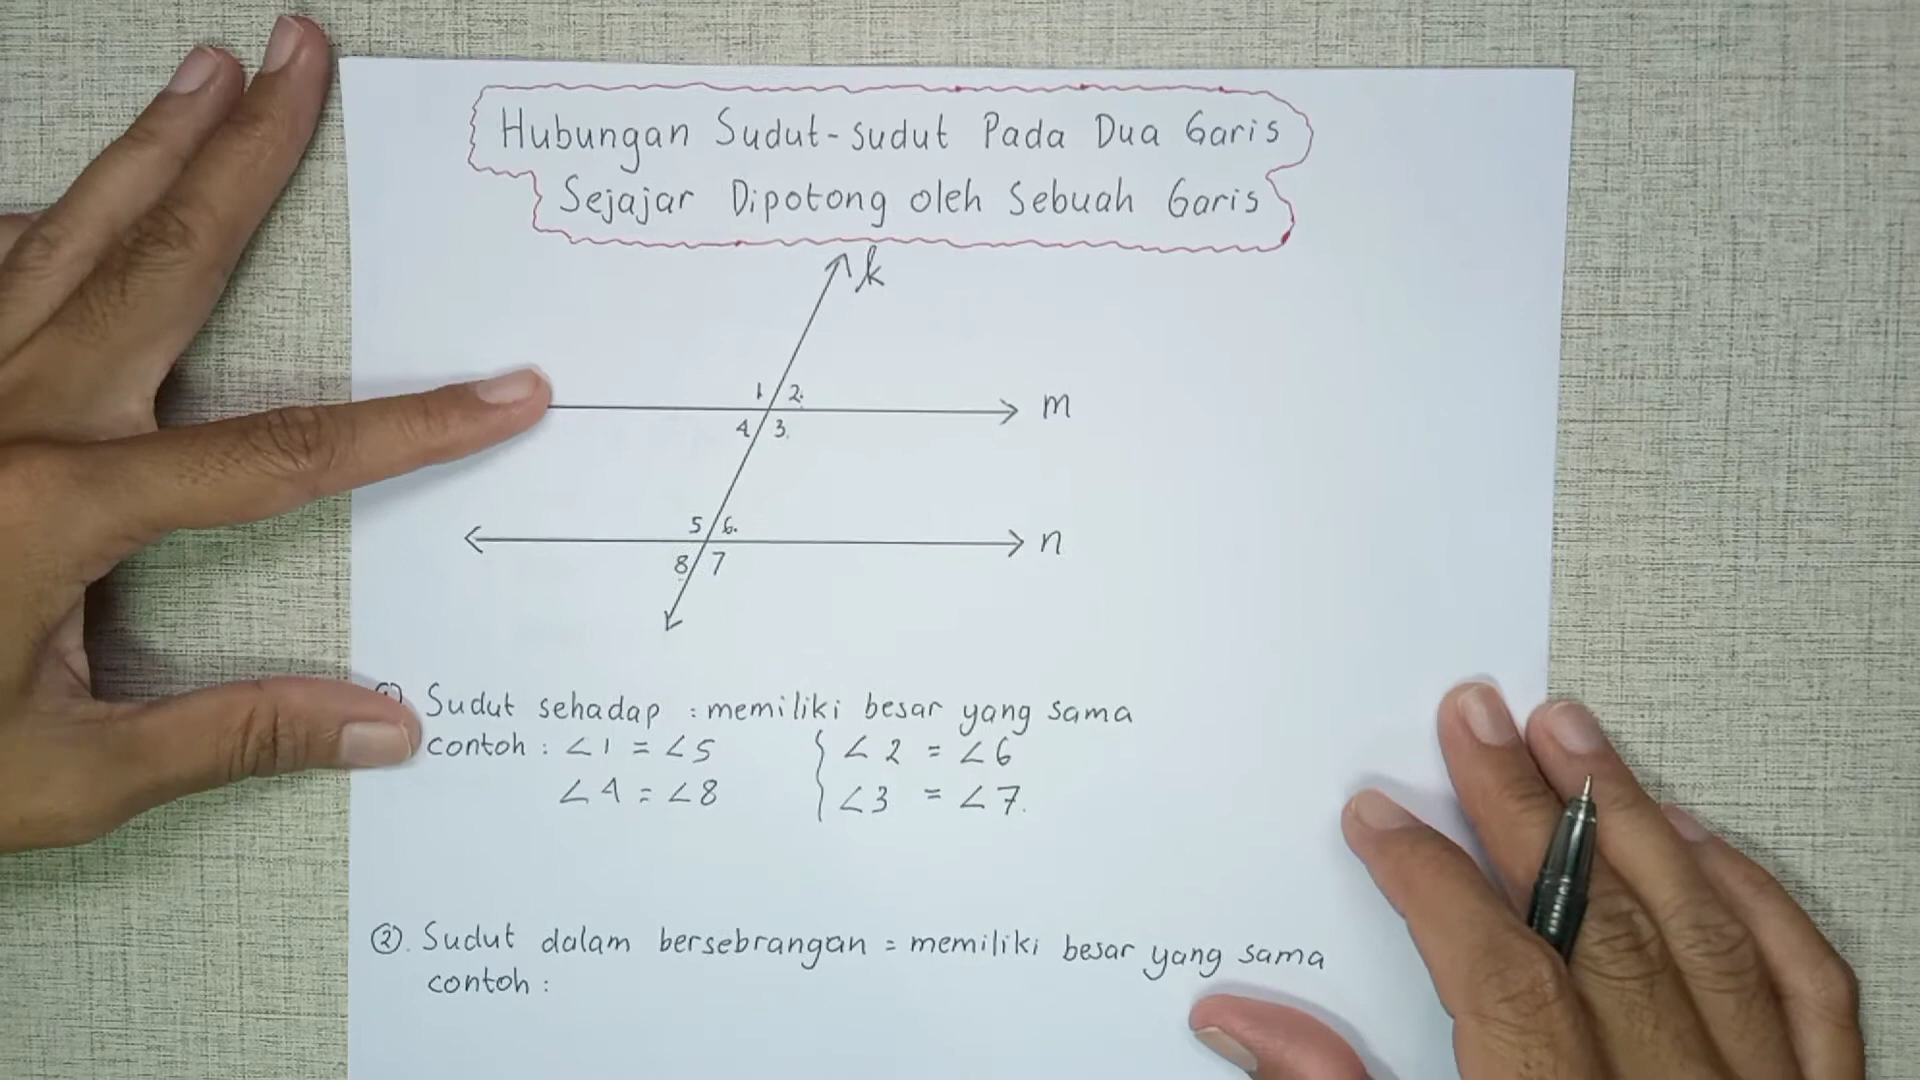 Hubungan Sudut-sudut Pada Dua Garis
Sejajar Dipotong oleh Sebuah Garis
k
1 2.
m
4 3.
5 6.
n
8 7
① Sudut sehadap : memiliki besar yang sama
contoh : ∠1 = ∠5 { ∠2 = ∠6
∠4 = ∠8 { ∠3 = ∠7.
②. Sudut dalam bersebrangan = memiliki besar yang sama
contoh :